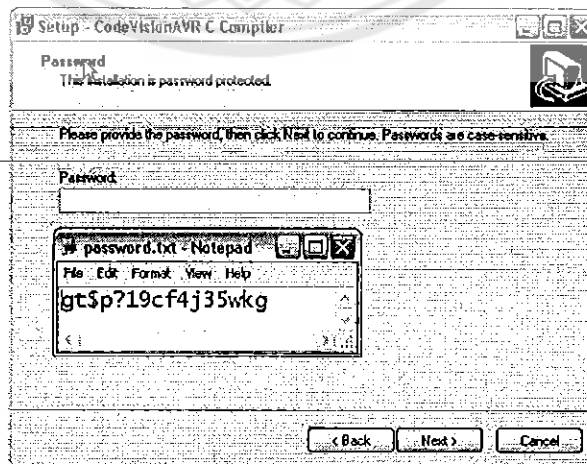 Setup - CodeVisionAVR C Compiler
Password
This installation is password protected.
Please provide the password, then click Next to continue. Passwords are case-sensitive.
Password:
password.txt - Notepad
File Edit Format View Help
gt$p?19cf4j35wkg
< Back
Next >
Cancel